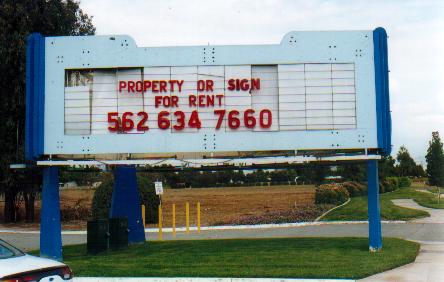 PROPERTY OR SIGN
FOR RENT
562 634 7660